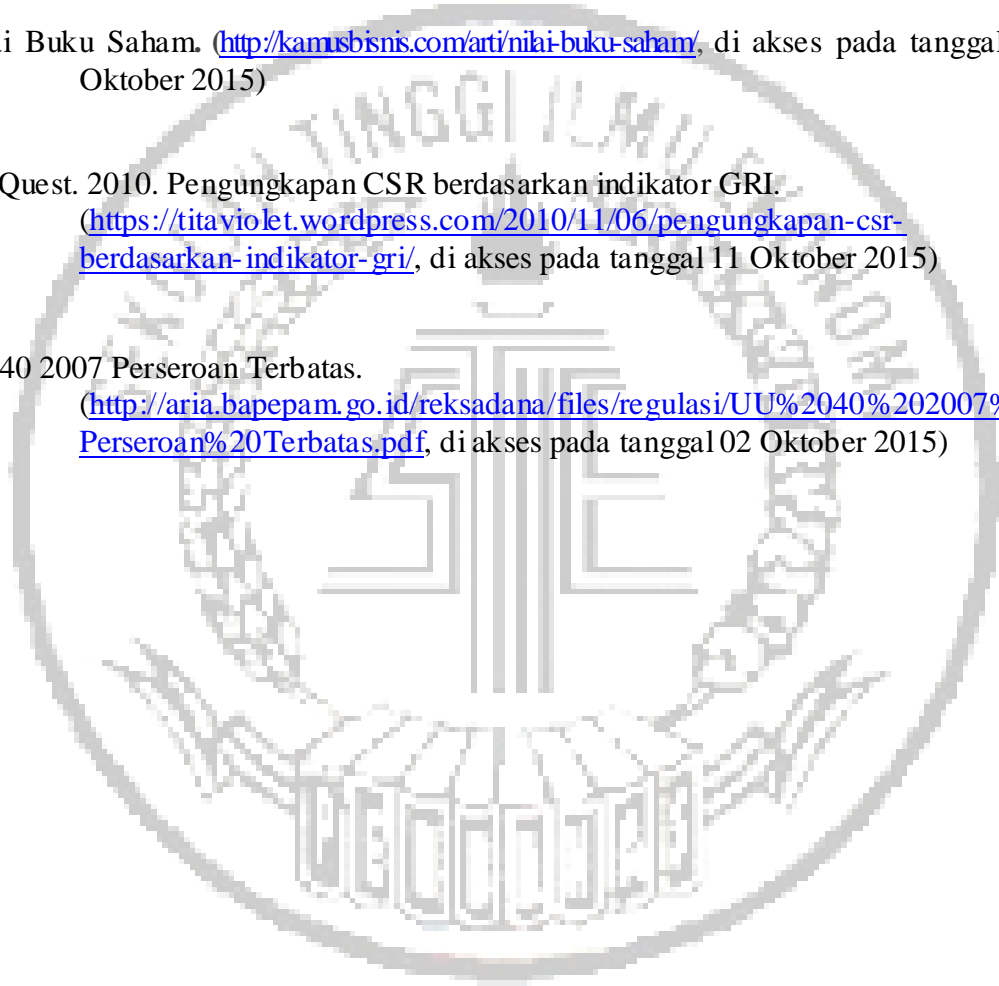 i Buku Saham. (http://kamusbisnis.com/arti/nilai-buku-saham/, di akses pada tanggal
Oktober 2015)
Quest. 2010. Pengungkapan CSR berdasarkan indikator GRI.
(https://titaviolet.wordpress.com/2010/11/06/pengungkapan-csr-
berdasarkan-indikator-gri/, di akses pada tanggal 11 Oktober 2015)
40 2007 Perseroan Terbatas.
(http://aria.bapepam.go.id/reksadana/files/regulasi/UU%2040%202007%
Perseroan%20Terbatas.pdf, di akses pada tanggal 02 Oktober 2015)
TINGGI ILMU